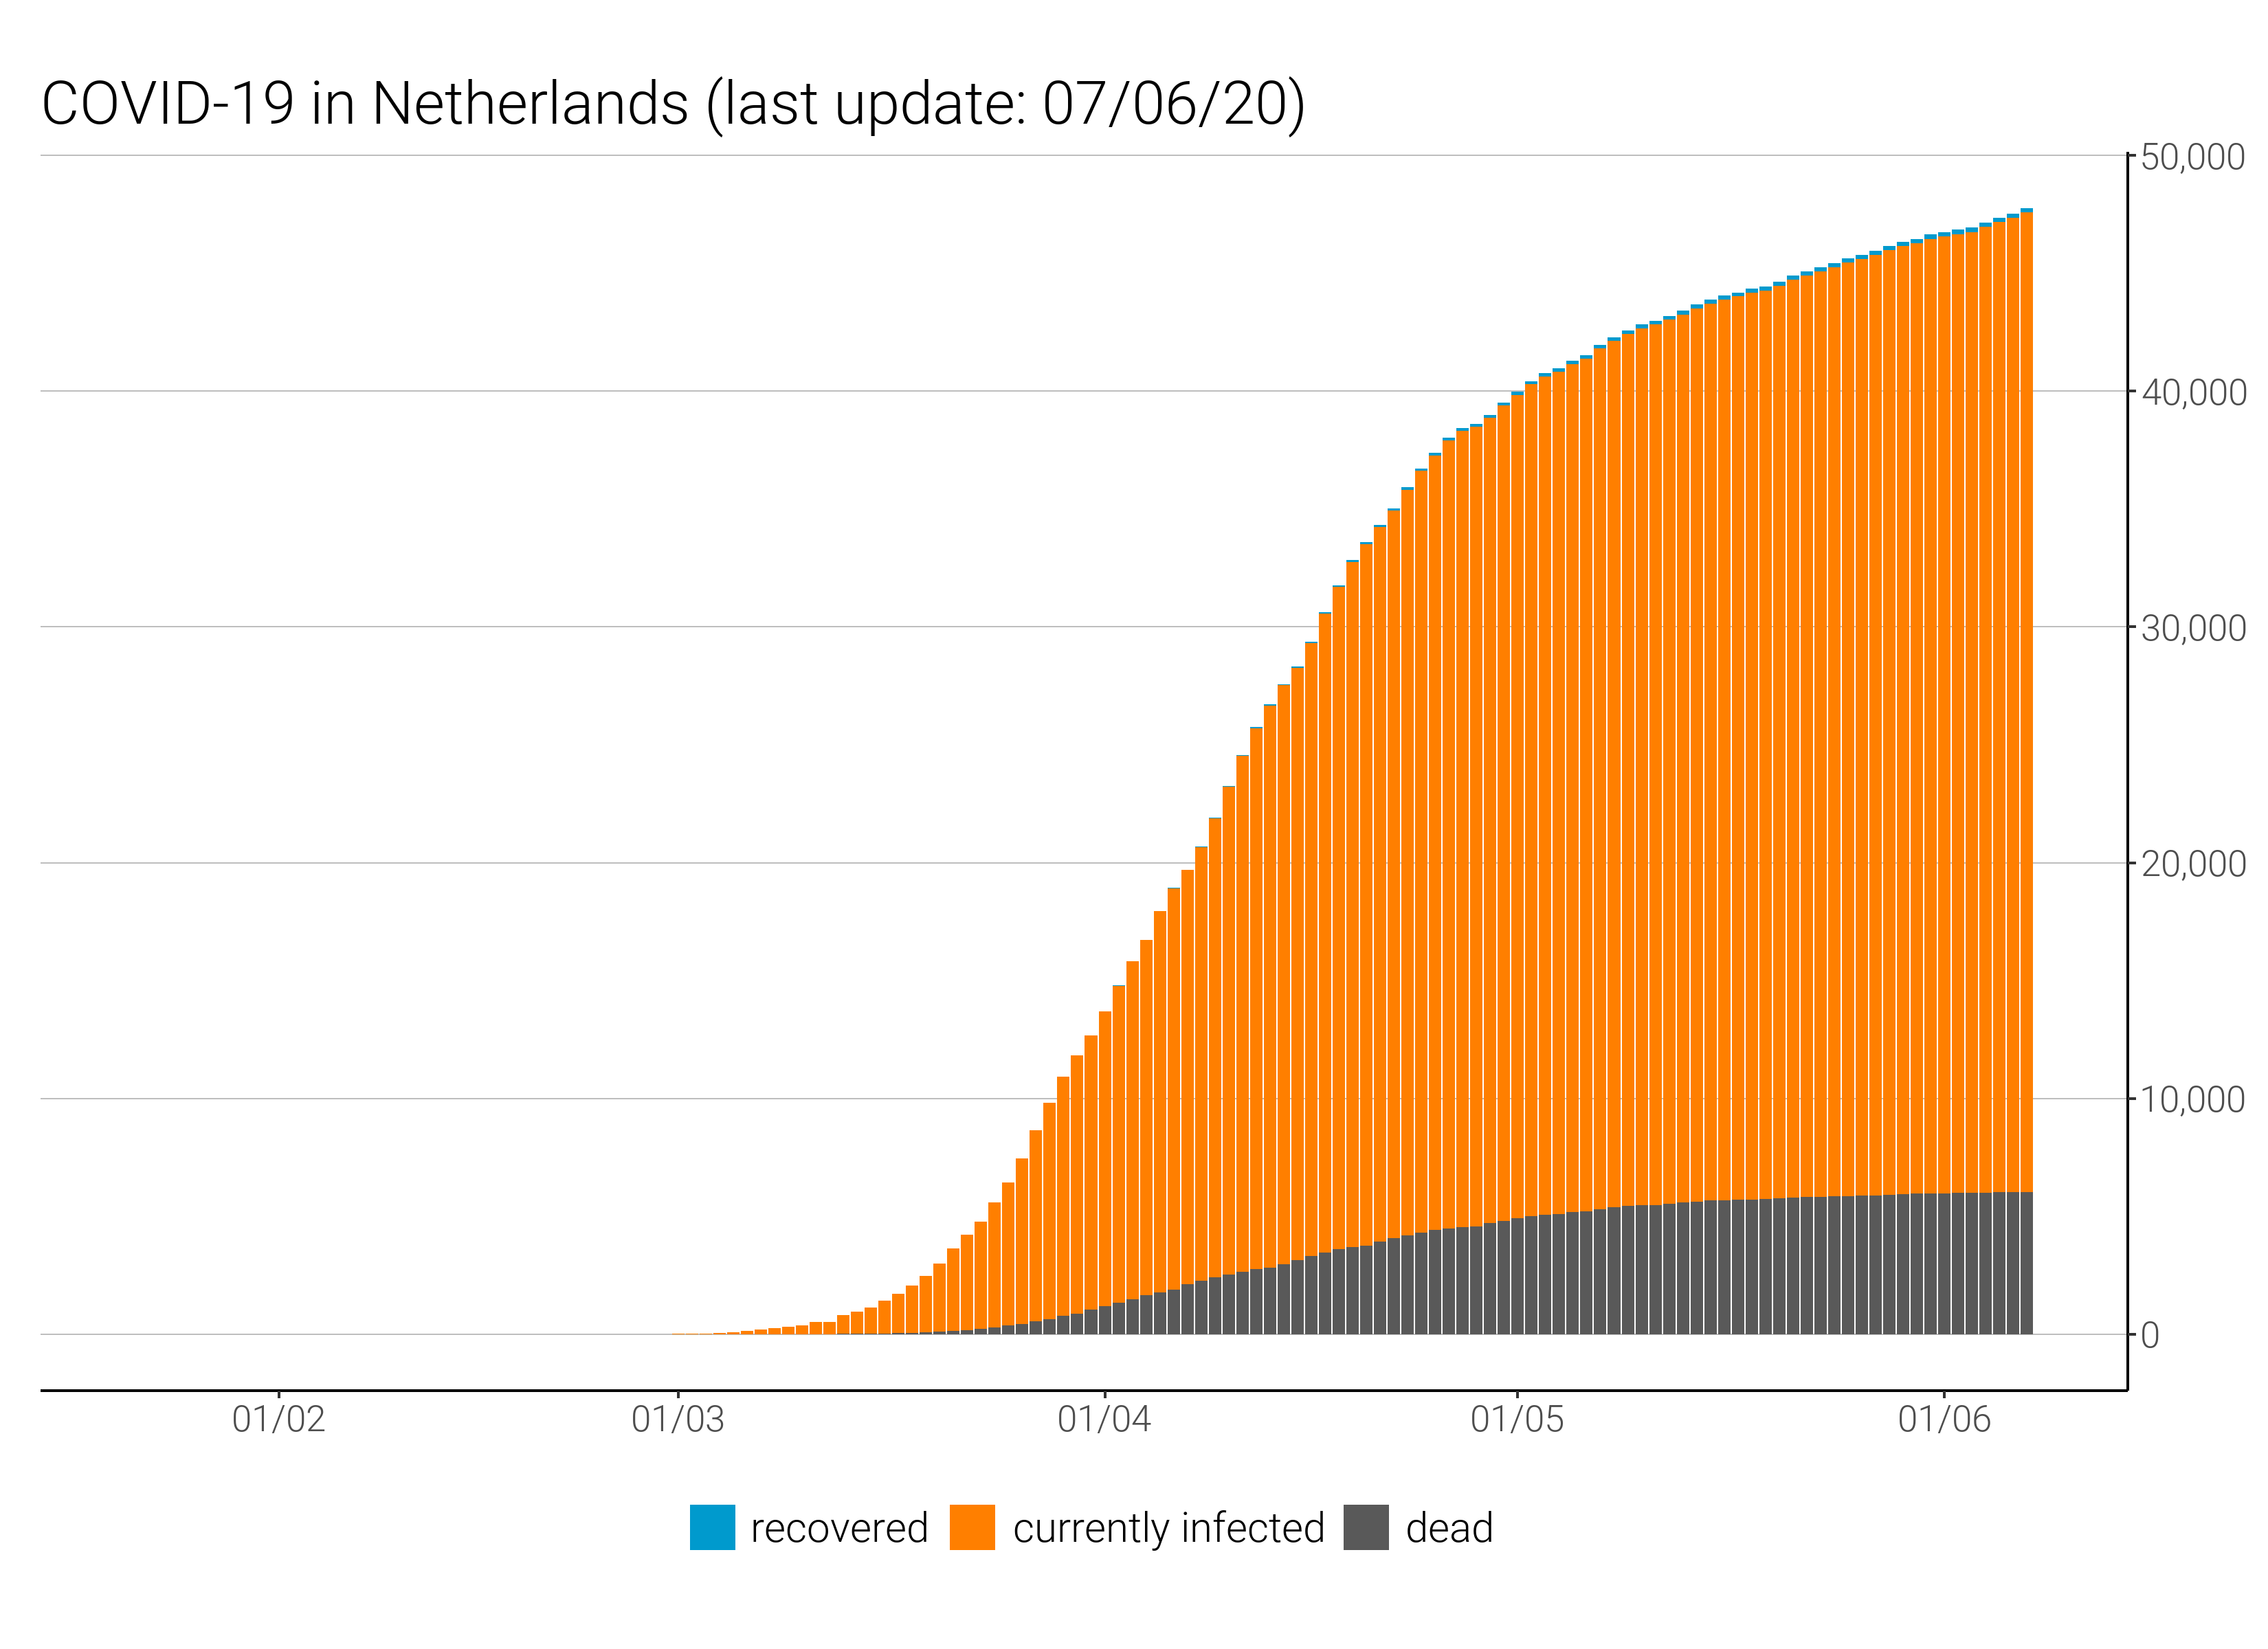 COVID-19 in Netherlands (last update: 07/06/20)
50,000
40,000
30,000
20,000
10,000
0
01/02 01/03 01/04 01/05 01/06
recovered currently infected dead